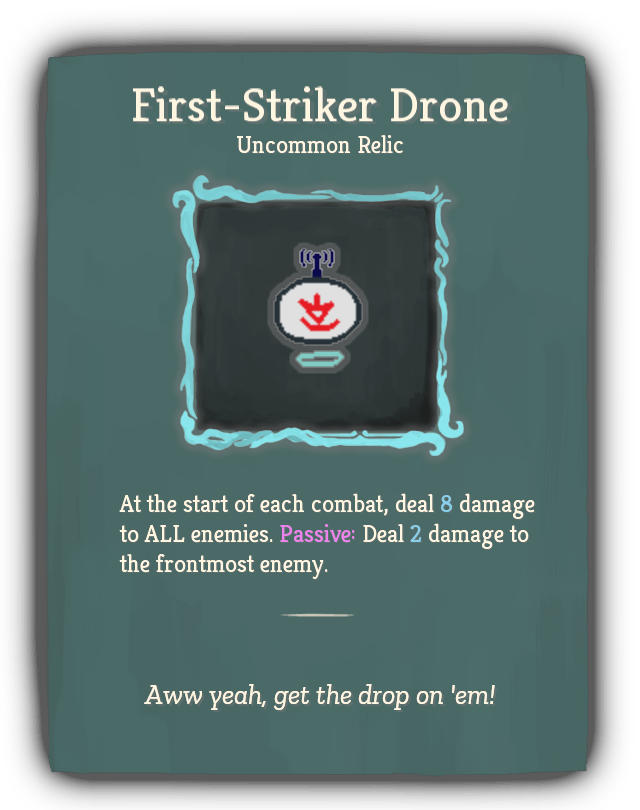 First-Striker Drone
Uncommon Relic
At the start of each combat, deal 8 damage
to ALL enemies. Passive: Deal 2 damage to
the frontmost enemy.
Aww yeah, get the drop on 'em!